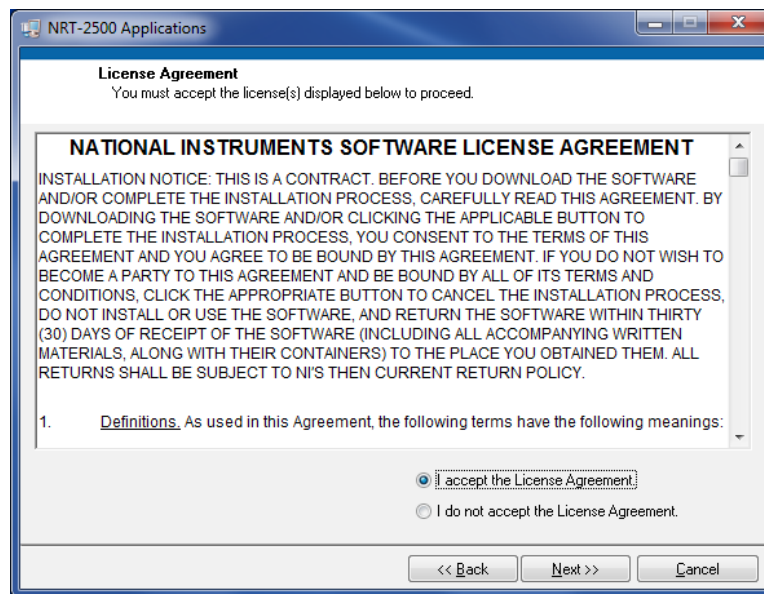 NRT-2500 Applications
License Agreement
You must accept the license(s) displayed below to proceed.
NATIONAL INSTRUMENTS SOFTWARE LICENSE AGREEMENT
INSTALLATION NOTICE: THIS IS A CONTRACT. BEFORE YOU DOWNLOAD THE SOFTWARE
AND/OR COMPLETE THE INSTALLATION PROCESS, CAREFULLY READ THIS AGREEMENT. BY
DOWNLOADING THE SOFTWARE AND/OR CLICKING THE APPLICABLE BUTTON TO
COMPLETE THE INSTALLATION PROCESS, YOU CONSENT TO THE TERMS OF THIS
AGREEMENT AND YOU AGREE TO BE BOUND BY THIS AGREEMENT. IF YOU DO NOT WISH TO
BECOME A PARTY TO THIS AGREEMENT AND BE BOUND BY ALL OF ITS TERMS AND
CONDITIONS, CLICK THE APPROPRIATE BUTTON TO CANCEL THE INSTALLATION PROCESS,
DO NOT INSTALL OR USE THE SOFTWARE, AND RETURN THE SOFTWARE WITHIN THIRTY
(30) DAYS OF RECEIPT OF THE SOFTWARE (INCLUDING ALL ACCOMPANYING WRITTEN
MATERIALS, ALONG WITH THEIR CONTAINERS) TO THE PLACE YOU OBTAINED THEM. ALL
RETURNS SHALL BE SUBJECT TO NI'S THEN CURRENT RETURN POLICY.
1. Definitions. As used in this Agreement, the following terms have the following meanings:
I accept the License Agreement.
I do not accept the License Agreement.
<< Back Next >> Cancel